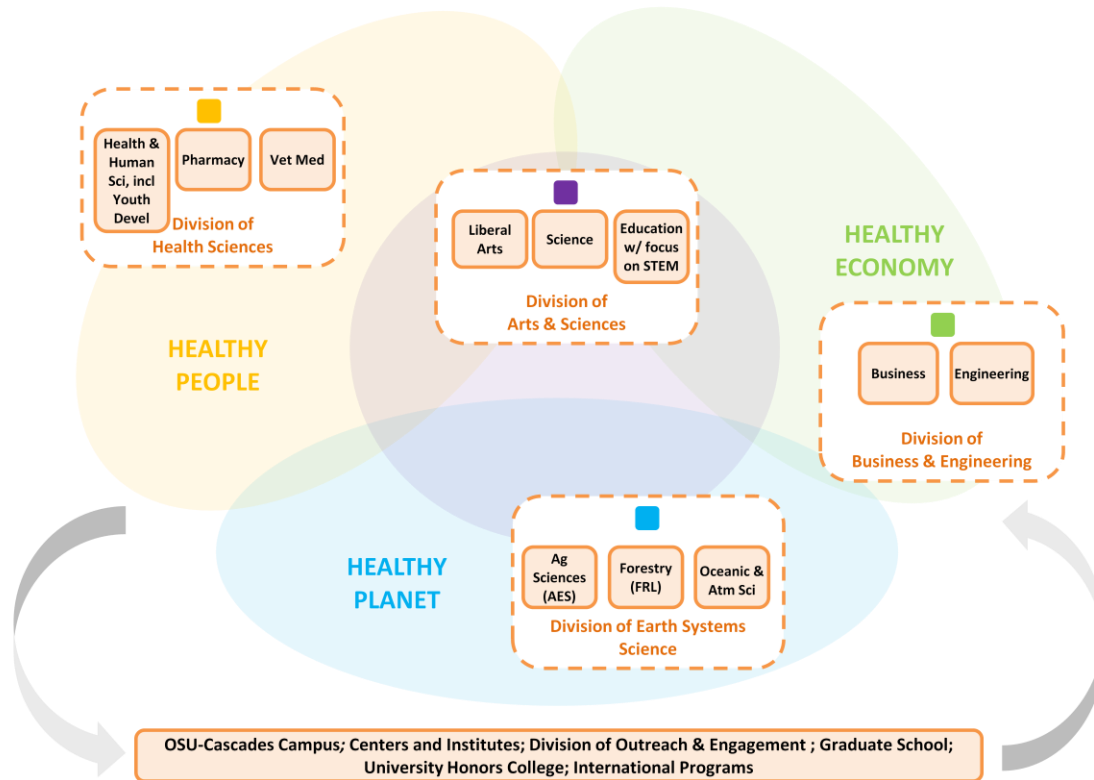 Health &
Human
Sci, incl
Youth
Devel
Pharmacy
Vet Med
Division of
Health Sciences
Liberal
Arts
Science
Education
w/ focus
on STEM
Division of
Arts & Sciences
HEALTHY
ECONOMY
HEALTHY
PEOPLE
Business
Engineering
Division of
Business & Engineering
HEALTHY
PLANET
Ag
Sciences
(AES)
Forestry
(FRL)
Oceanic &
Atm Sci
Division of Earth Systems
Science
OSU-Cascades Campus; Centers and Institutes; Division of Outreach & Engagement ; Graduate School;
University Honors College; International Programs